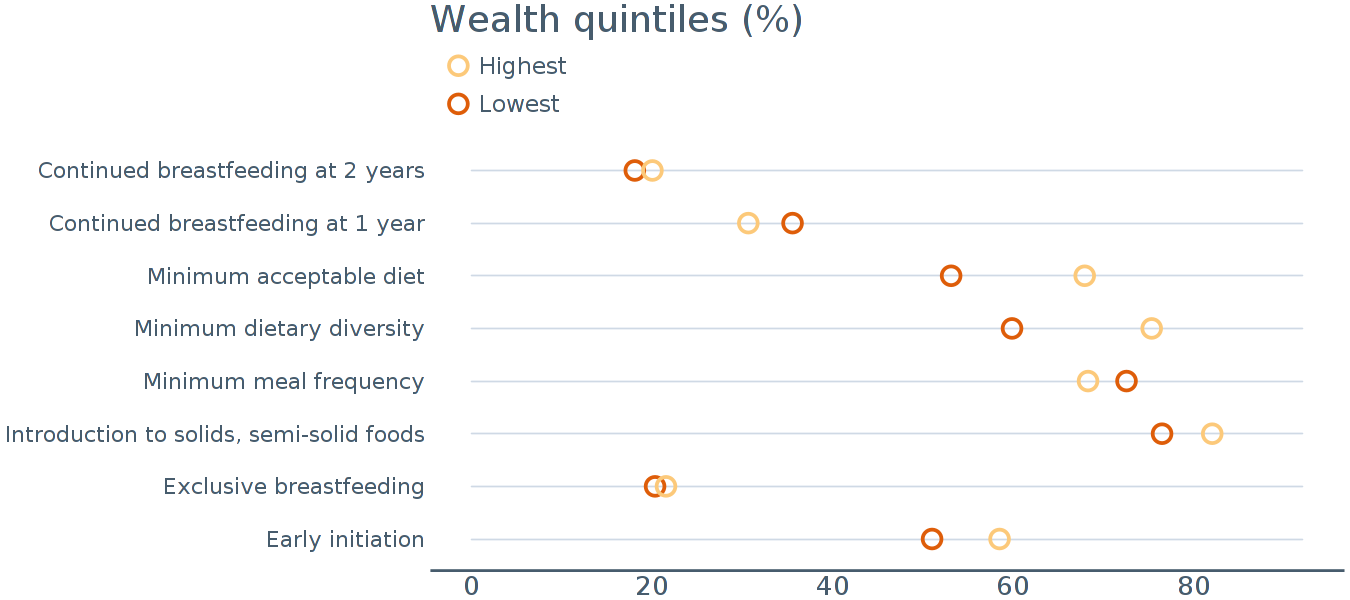 Wealth quintiles (%)
Highest
Lowest
Continued breastfeeding at 2 years
Continued breastfeeding at 1 year
Minimum acceptable diet
Minimum dietary diversity
Minimum meal frequency
Introduction to solids, semi-solid foods
Exclusive breastfeeding
Early initiation
0 20 40 60 80